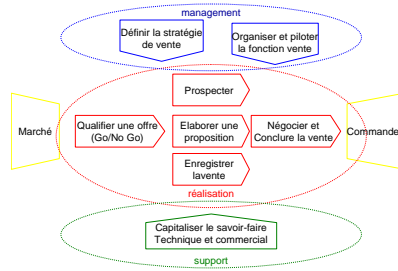 management
Définir la stratégie
de vente
Organiser et piloter
la fonction vente
Prospecter
Marché
Qualifier une offre
(Go/No Go)
Elaborer une
proposition
Négocier et
Conclure la vente
Commande
Enregistrer
lavente
réalisation
Capitaliser le savoir-faire
Technique et commercial
support